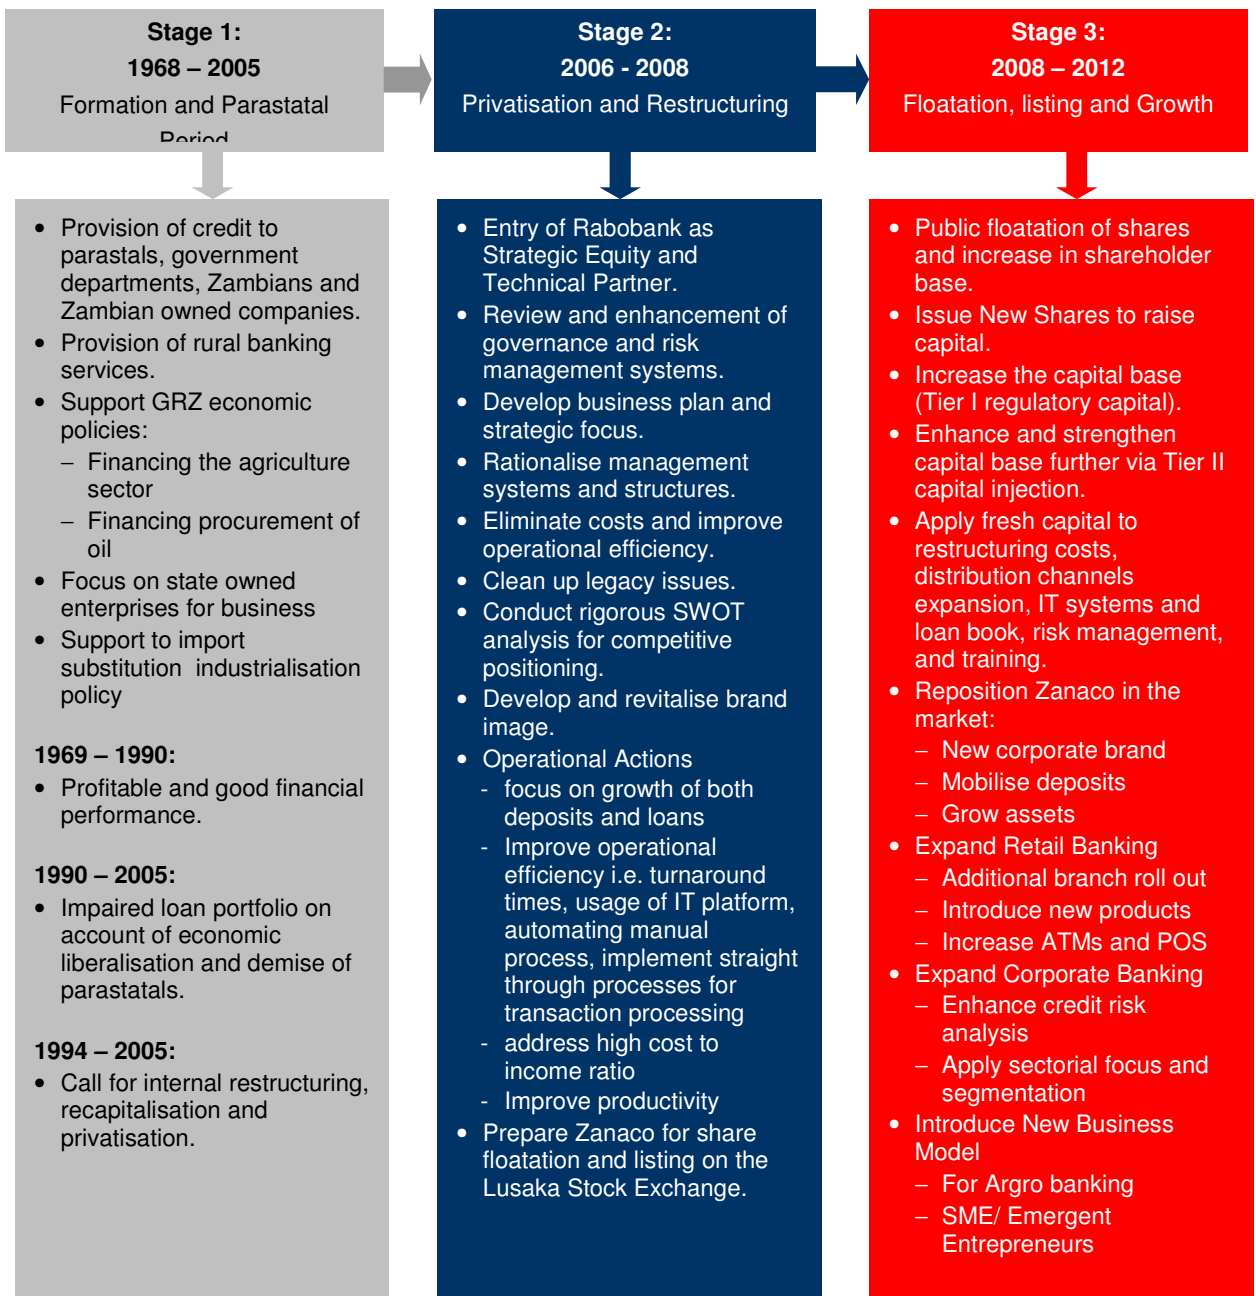 Stage 1:
1968 – 2005
Formation and Parastatal
Period
Stage 2:
2006 - 2008
Privatisation and Restructuring
Stage 3:
2008 – 2012
Floatation, listing and Growth
• Provision of credit to
parastals, government
departments, Zambians and
Zambian owned companies.
• Provision of rural banking
services.
• Support GRZ economic
policies:
– Financing the agriculture
sector
– Financing procurement of
oil
• Focus on state owned
enterprises for business
• Support to import
substitution industrialisation
policy
1969 – 1990:
• Profitable and good financial
performance.
1990 – 2005:
• Impaired loan portfolio on
account of economic
liberalisation and demise of
parastatals.
1994 – 2005:
• Call for internal restructuring,
recapitalisation and
privatisation.
• Entry of Rabobank as
Strategic Equity and
Technical Partner.
• Review and enhancement of
governance and risk
management systems.
• Develop business plan and
strategic focus.
• Rationalise management
systems and structures.
• Eliminate costs and improve
operational efficiency.
• Clean up legacy issues.
• Conduct rigorous SWOT
analysis for competitive
positioning.
• Develop and revitalise brand
image.
• Operational Actions
- focus on growth of both
deposits and loans
- Improve operational
efficiency i.e. turnaround
times, usage of IT platform,
automating manual
process, implement straight
through processes for
transaction processing
- address high cost to
income ratio
- Improve productivity
• Prepare Zanaco for share
floatation and listing on the
Lusaka Stock Exchange.
• Public floatation of shares
and increase in shareholder
base.
• Issue New Shares to raise
capital.
• Increase the capital base
(Tier I regulatory capital).
• Enhance and strengthen
capital base further via Tier II
capital injection.
• Apply fresh capital to
restructuring costs,
distribution channels
expansion, IT systems and
loan book, risk management,
and training.
• Reposition Zanaco in the
market:
– New corporate brand
– Mobilise deposits
– Grow assets
• Expand Retail Banking
– Additional branch roll out
– Introduce new products
– Increase ATMs and POS
• Expand Corporate Banking
– Enhance credit risk
analysis
– Apply sectorial focus and
segmentation
• Introduce New Business
Model
– For Argro banking
– SME/ Emergent
Entrepreneurs